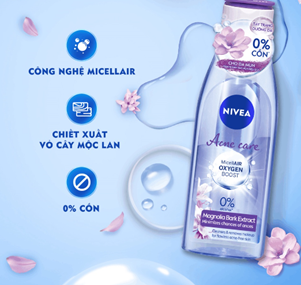 CÔNG NGHỆ MICELLAIR
CHIẾT XUẤT
VỎ CÂY MỘC LAN
0% CỒN
0%
CỒN
CHO DA MỤN
NIVEA
Acne care
MicellAIR
OXYGEN
BOOST
0%
Magnolia Bark Extract